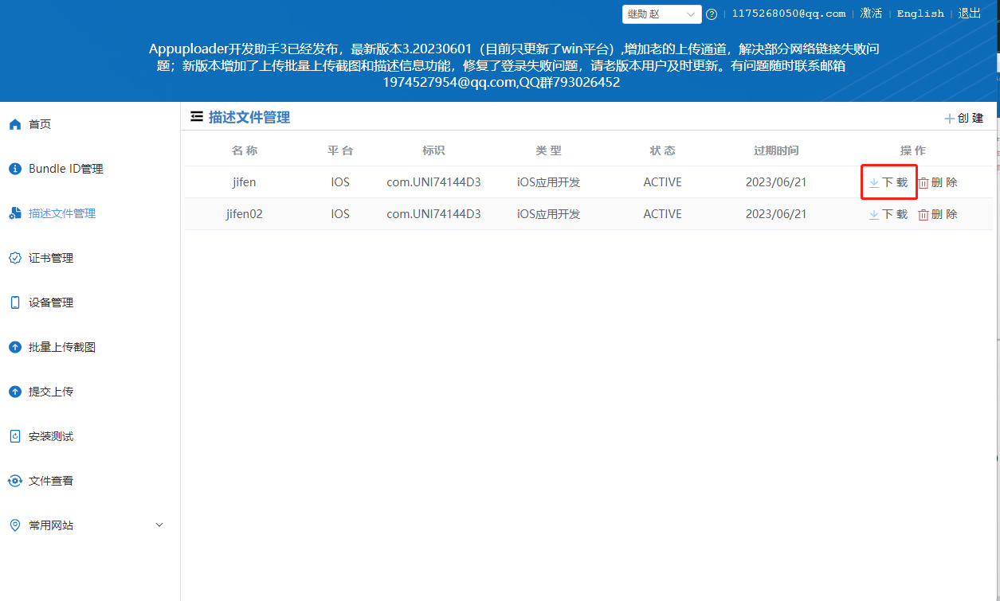 继勋 赵 ? | 1175268050@qq.com | 激活 | English | 退出
Appuploader开发助手3已经发布，最新版本3.20230601（目前只更新了win平台）,增加老的上传通道，解决部分网络链接失败问
题；新版本增加了上传批量上传截图和描述信息功能，修复了登录失败问题，请老版本用户及时更新。有问题随时联系邮箱
1974527954@qq.com,QQ群793026452
首页
Bundle ID管理
描述文件管理
证书管理
设备管理
批量上传截图
提交上传
安装测试
文件查看
常用网站
描述文件管理 创 建
名 称 平 台 标识 类 型 状 态 过期时间 操 作
jifen IOS com.UNI74144D3 iOS应用开发 ACTIVE 2023/06/21 下 载 删 除
jifen02 IOS com.UNI74144D3 iOS应用开发 ACTIVE 2023/06/21 下 载 删 除